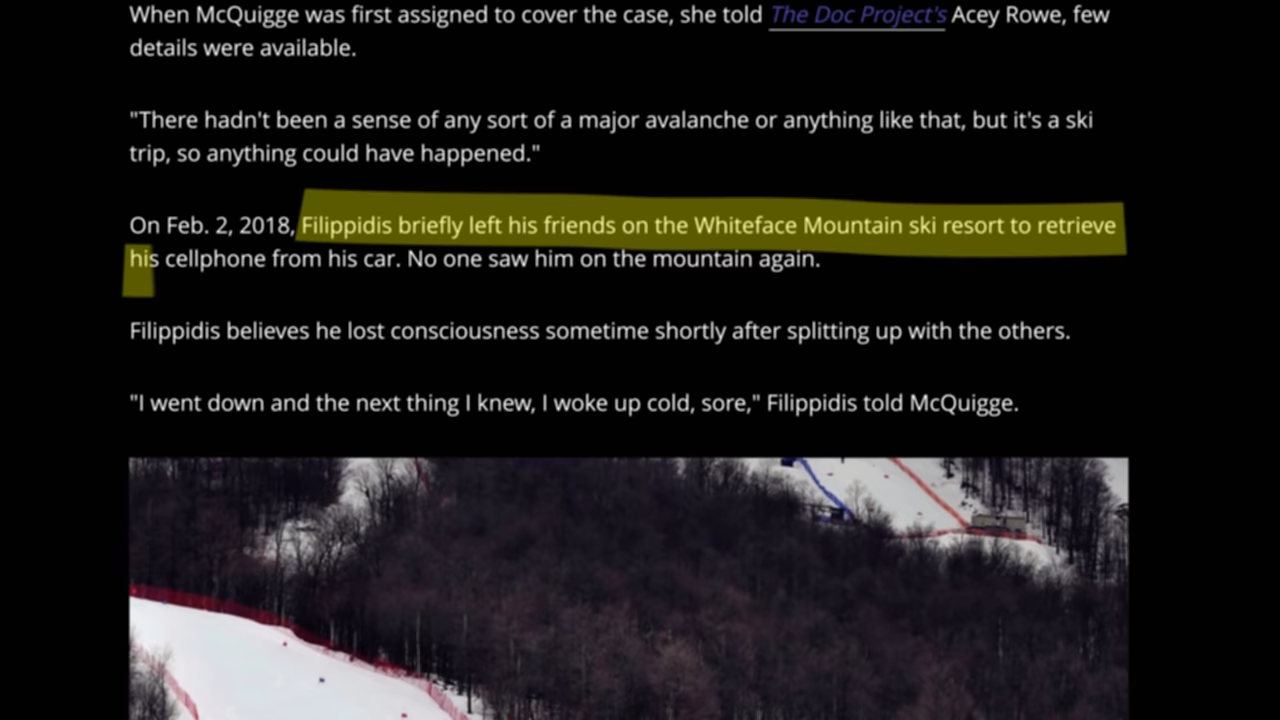 When McQuigge was first assigned to cover the case, she told The Doc Project's Acey Rowe, few
details were available.
"There hadn't been a sense of any sort of a major avalanche or anything like that, but it's a ski
trip, so anything could have happened."
On Feb. 2, 2018, Filippidis briefly left his friends on the Whiteface Mountain ski resort to retrieve
his cellphone from his car. No one saw him on the mountain again.
Filippidis believes he lost consciousness sometime shortly after splitting up with the others.
"I went down and the next thing I knew, I woke up cold, sore," Filippidis told McQuigge.